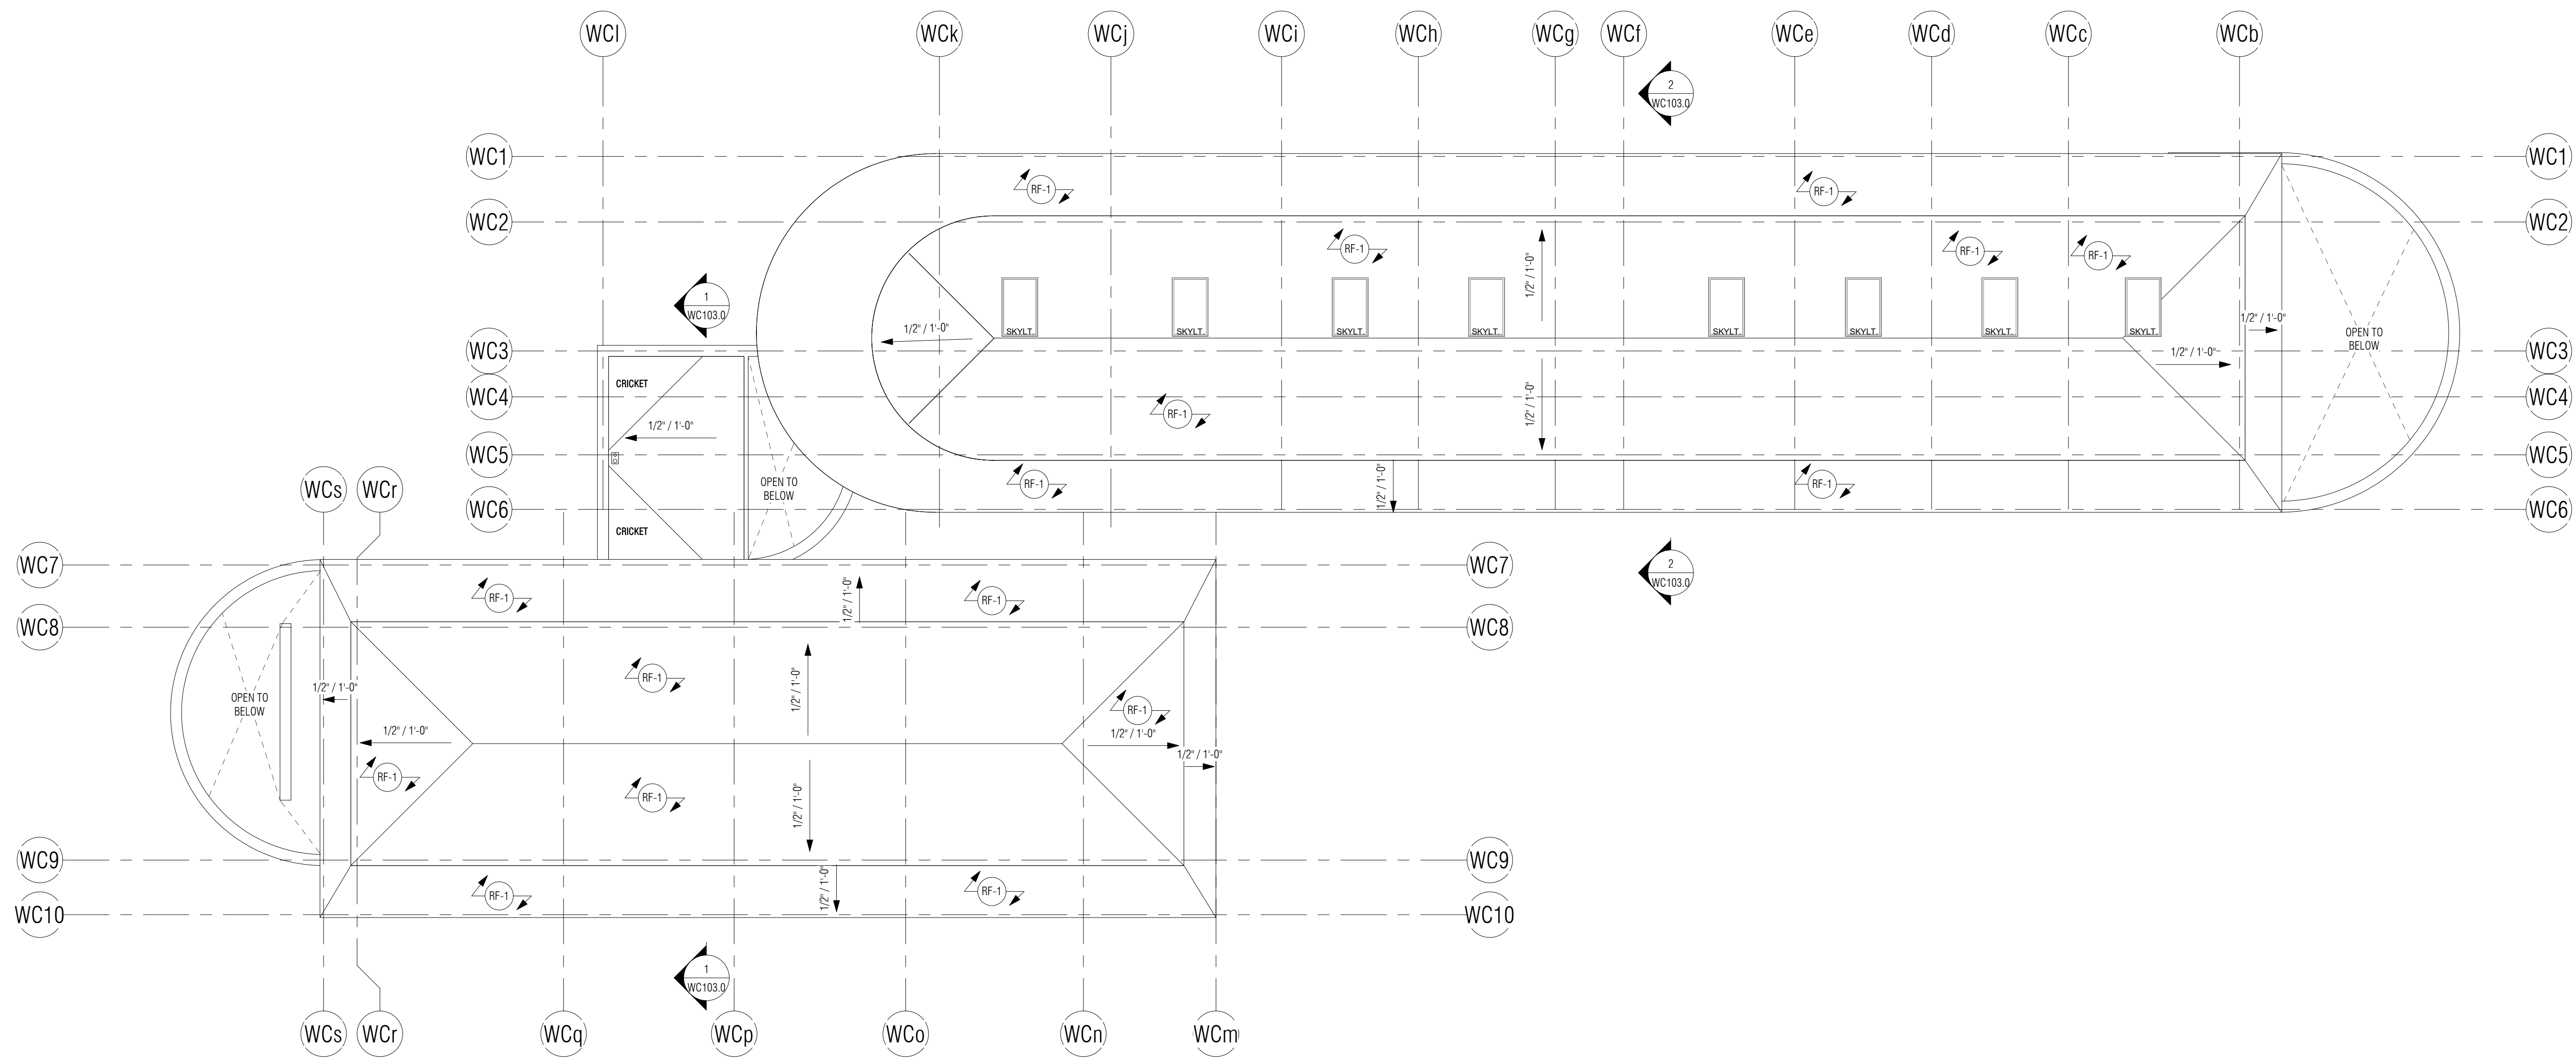 WCl WCk WCj WCi WCh WCg WCf WCe WCd WCc WCb
2
WC103.0
WC1 WC1
RF-1 RF-1
WC2 WC2
RF-1 RF-1 RF-1
1/2" / 1'-0"
1
WC103.0
SKYLT. SKYLT. SKYLT. SKYLT. SKYLT. SKYLT. SKYLT. SKYLT.
1/2" / 1'-0" 1/2" / 1'-0"
OPEN TO
BELOW
WC3 WC3
1/2" / 1'-0"
CRICKET
WC4 WC4
1/2" / 1'-0"
RF-1
1/2" / 1'-0"
WC5 WC5
OPEN TO
BELOW
RF-1 RF-1
1/2" / 1'-0"
WCs WCr
WC6 WC6
CRICKET
WC7 WC7
2
WC103.0
RF-1 RF-1
1/2" / 1'-0"
WC8 WC8
RF-1
1/2" / 1'-0"
1/2" / 1'-0"
OPEN TO
BELOW
RF-1
1/2" / 1'-0" 1/2" / 1'-0"
1/2" / 1'-0"
RF-1
RF-1
1/2" / 1'-0"
WC9 WC9
RF-1 RF-1
1/2" / 1'-0"
WC10 WC10
1
WC103.0
WCs WCr WCq WCp WCo WCn WCm